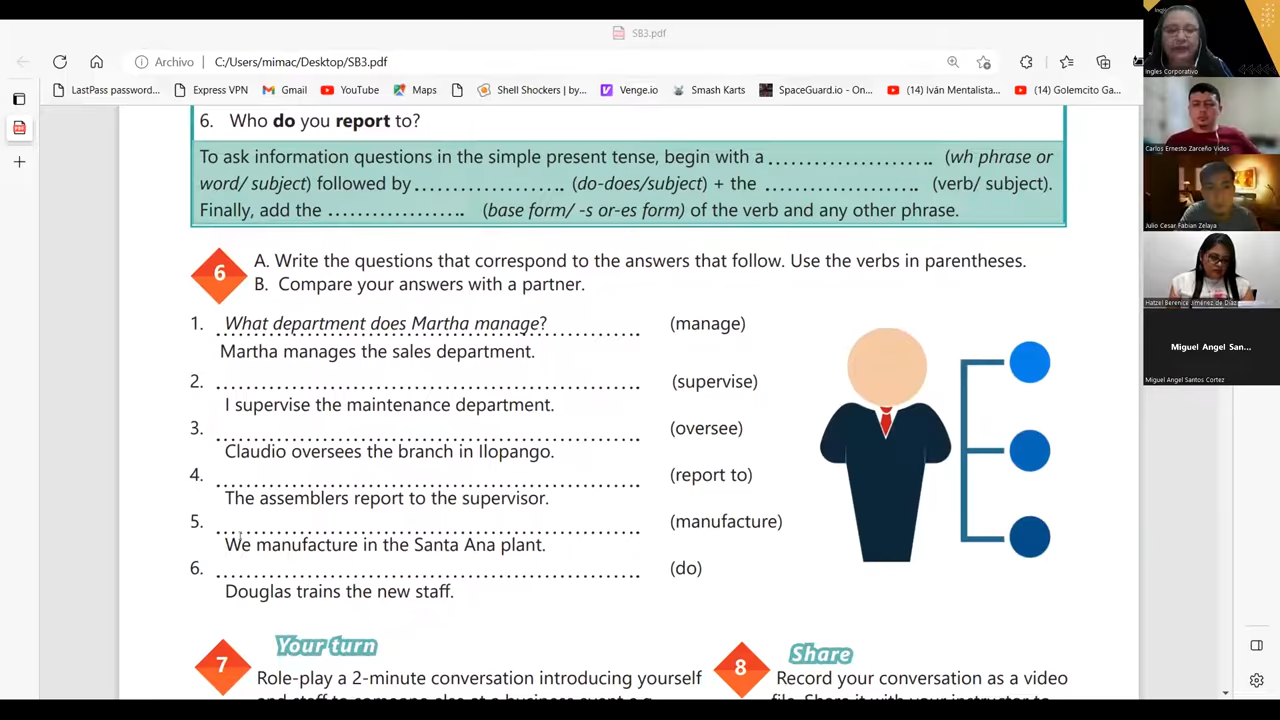 SB3.pdf
Archivo C:/Users/mimac/Desktop/SB3.pdf
LastPass password... Express VPN Gmail YouTube Maps Shell Shockers | by... Venge.io Smash Karts SpaceGuard.io - On... (14) Iván Mentalista... (14) Golemcito Ga...
6. Who do you report to?
To ask information questions in the simple present tense, begin with a ........................ (wh phrase or
word/ subject) followed by ...................... (do-does/subject) + the ...................... (verb/ subject).
Finally, add the .................... (base form/ -s or-es form) of the verb and any other phrase.
6
A. Write the questions that correspond to the answers that follow. Use the verbs in parentheses.
B. Compare your answers with a partner.
1. What department does Martha manage? (manage)
Martha manages the sales department.
2. ............................................................ (supervise)
I supervise the maintenance department.
3. ............................................................ (oversee)
Claudio oversees the branch in Ilopango.
4. ............................................................ (report to)
The assemblers report to the supervisor.
5. ............................................................ (manufacture)
We manufacture in the Santa Ana plant.
6. ............................................................ (do)
Douglas trains the new staff.
7 Your turn
Role-play a 2-minute conversation introducing yourself
8 Share
Record your conversation as a video
Ingles Corporativo
Carlos Ernesto Zarceño Vides
Julio Cesar Fabian Zelaya
Hatzel Berenice Jiménez de Díaz
Miguel Angel San...
Miguel Angel Santos Cortez